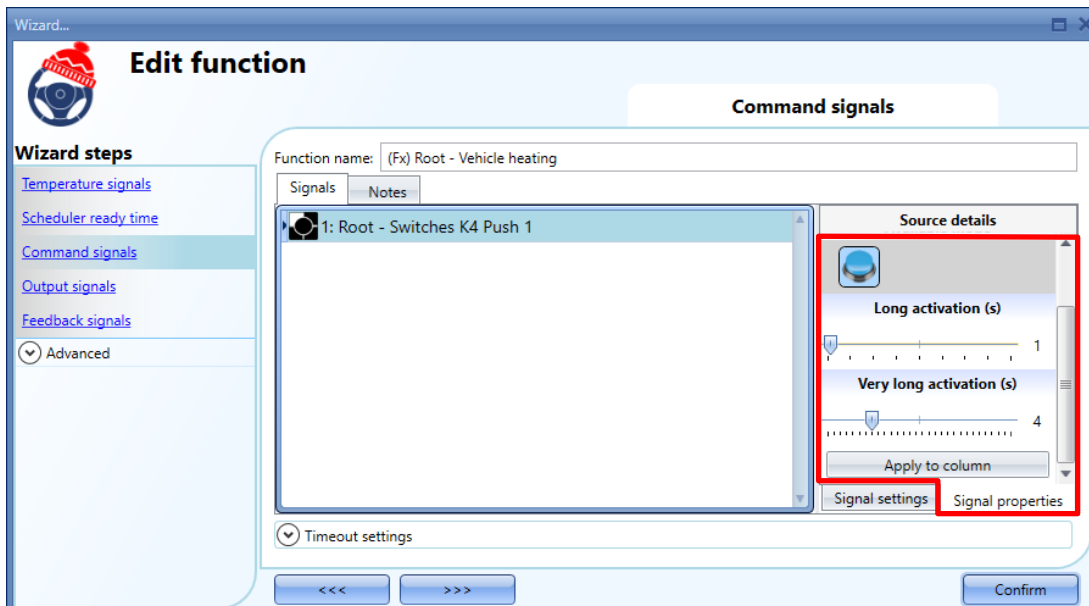 Wizard...
Edit function
Command signals
Wizard steps
Temperature signals
Scheduler ready time
Command signals
Output signals
Feedback signals
Advanced
Function name: (Fx) Root - Vehicle heating
Signals Notes
1: Root - Switches K4 Push 1
Source details
Long activation (s)
1
Very long activation (s)
4
Apply to column
Signal settings Signal properties
Timeout settings
<<< >>> Confirm